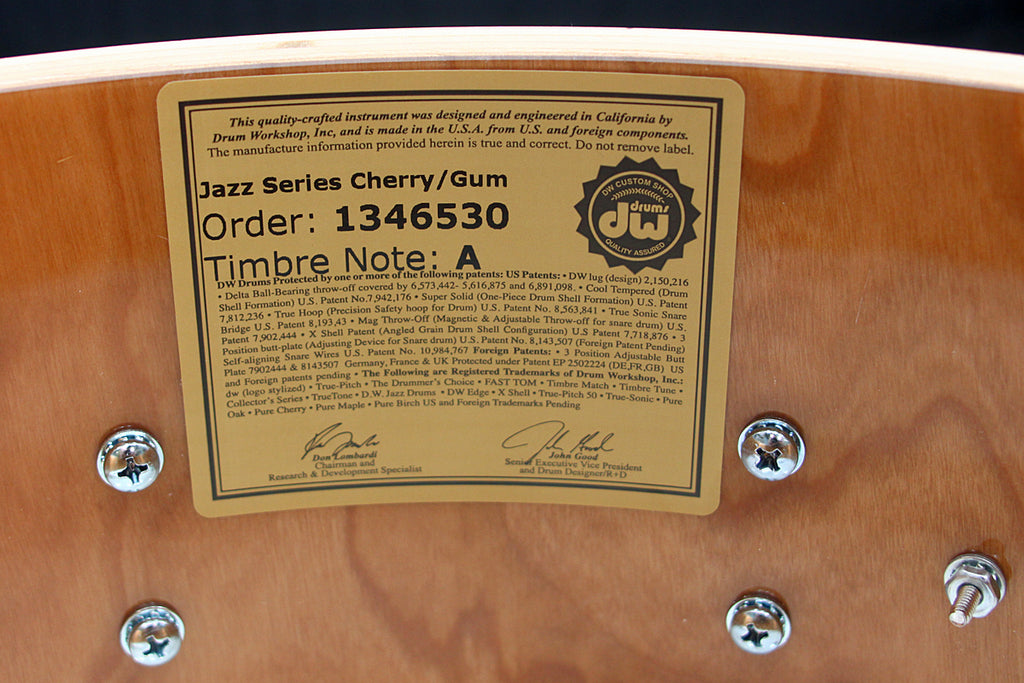 This quality-crafted instrument was designed and engineered in California by
Drum Workshop, Inc, and is made in the U.S.A. from U.S. and foreign components.
The manufacture information provided herein is true and correct. Do not remove label.
Jazz Series Cherry/Gum
Order: 1346530
Timbre Note: A
DW CUSTOM SHOP
drums
dw
QUALITY ASSURED
DW Drums Protected by one or more of the following patents: US Patents: • DW lug (design) 2,150,216
• Delta Ball-Bearing throw-off covered by 6,573,442- 5,616,875 and 6,891,098. • Cool Tempered (Drum
Shell Formation) U.S. Patent No.7,942,176 • Super Solid (One-Piece Drum Shell Formation) U.S. Patent
7,812,236 • True Hoop (Precision Safety hoop for Drum) U.S. Patent No. 8,563,841 • True Sonic Snare
Bridge U.S. Patent 8,193,43 • Mag Throw-Off (Magnetic & Adjustable Throw-off for snare drum) U.S.
Patent 7,902,444 • X Shell Patent (Angled Grain Drum Shell Configuration) U.S Patent 7,718,876 • 3
Position butt-plate (Adjusting Device for Snare drum) U.S Patent No. 8,143,507 (Foreign Patent Pending)
Self-aligning Snare Wires U.S. Patent No. 10,984,767 Foreign Patents: • 3 Position Adjustable Butt
Plate 7902444 & 8143507 Germany, France & UK Protected under Patent EP 2502224 (DE,FR,GB) US
and Foreign patents pending • The Following are Registered Trademarks of Drum Workshop, Inc.:
dw (logo stylized) • True-Pitch • The Drummer's Choice • FAST TOM • Timbre Match • Timbre Tune •
Collector's Series • TrueTone • D.W. Jazz Drums • DW Edge • X Shell • True-Pitch 50 • True-Sonic • Pure
Oak • Pure Cherry • Pure Maple • Pure Birch US and Foreign Trademarks Pending
Don Lombardi
Chairman and
Research & Development Specialist
John Good
Senior Executive Vice President
and Drum Designer/R+D